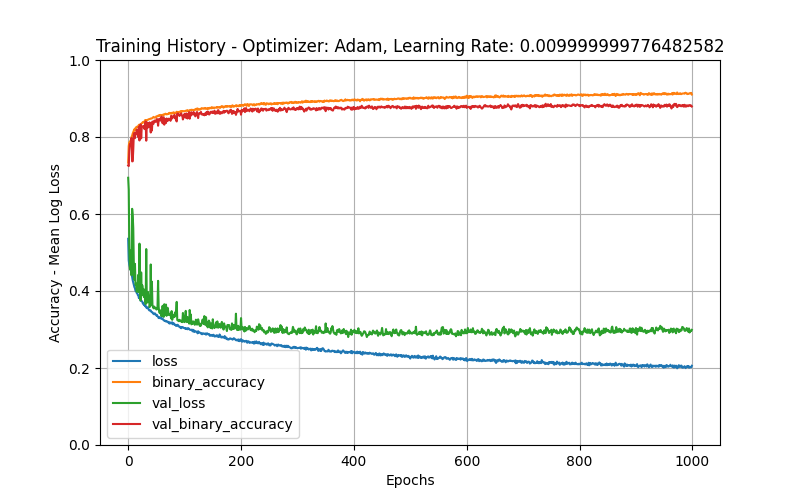 Training History - Optimizer: Adam, Learning Rate: 0.009999999776482582
1.0
0.8
0.6
0.4
0.2
0.0
Accuracy - Mean Log Loss
loss
binary_accuracy
val_loss
val_binary_accuracy
0 200 400 600 800 1000
Epochs